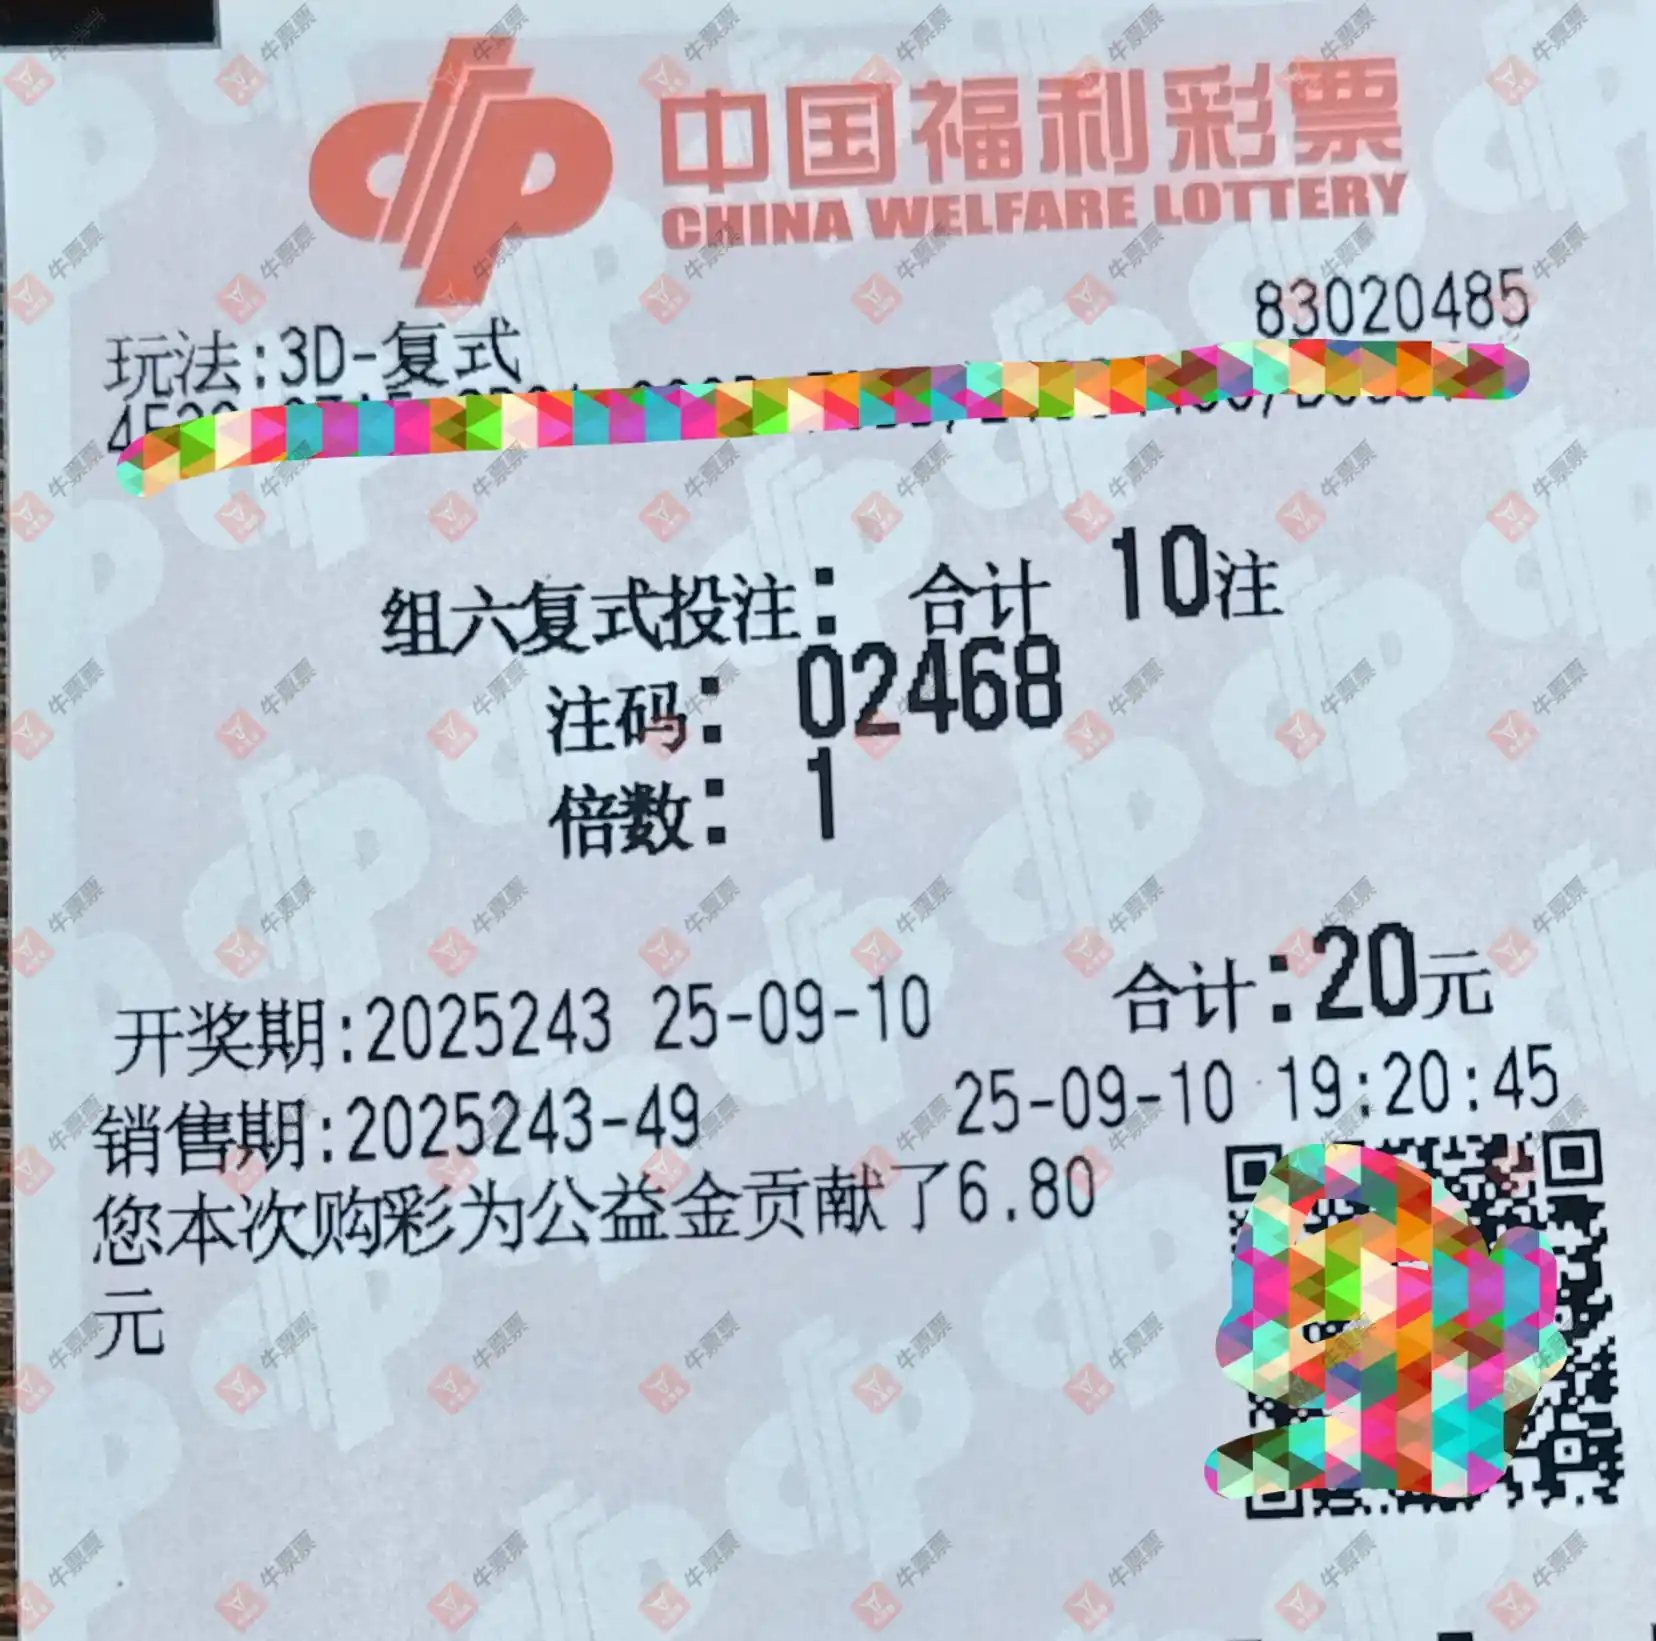 中国福利彩票
CHINA WELFARE LOTTERY
83020485
玩法:3D-复式
组六复式投注: 合计 10注
注码: 02468
倍数: 1
合计:20元
开奖期:2025243 25-09-10
销售期:2025243-49 25-09-10 19:20:45
您本次购彩为公益金贡献了6.80
元
牛票票